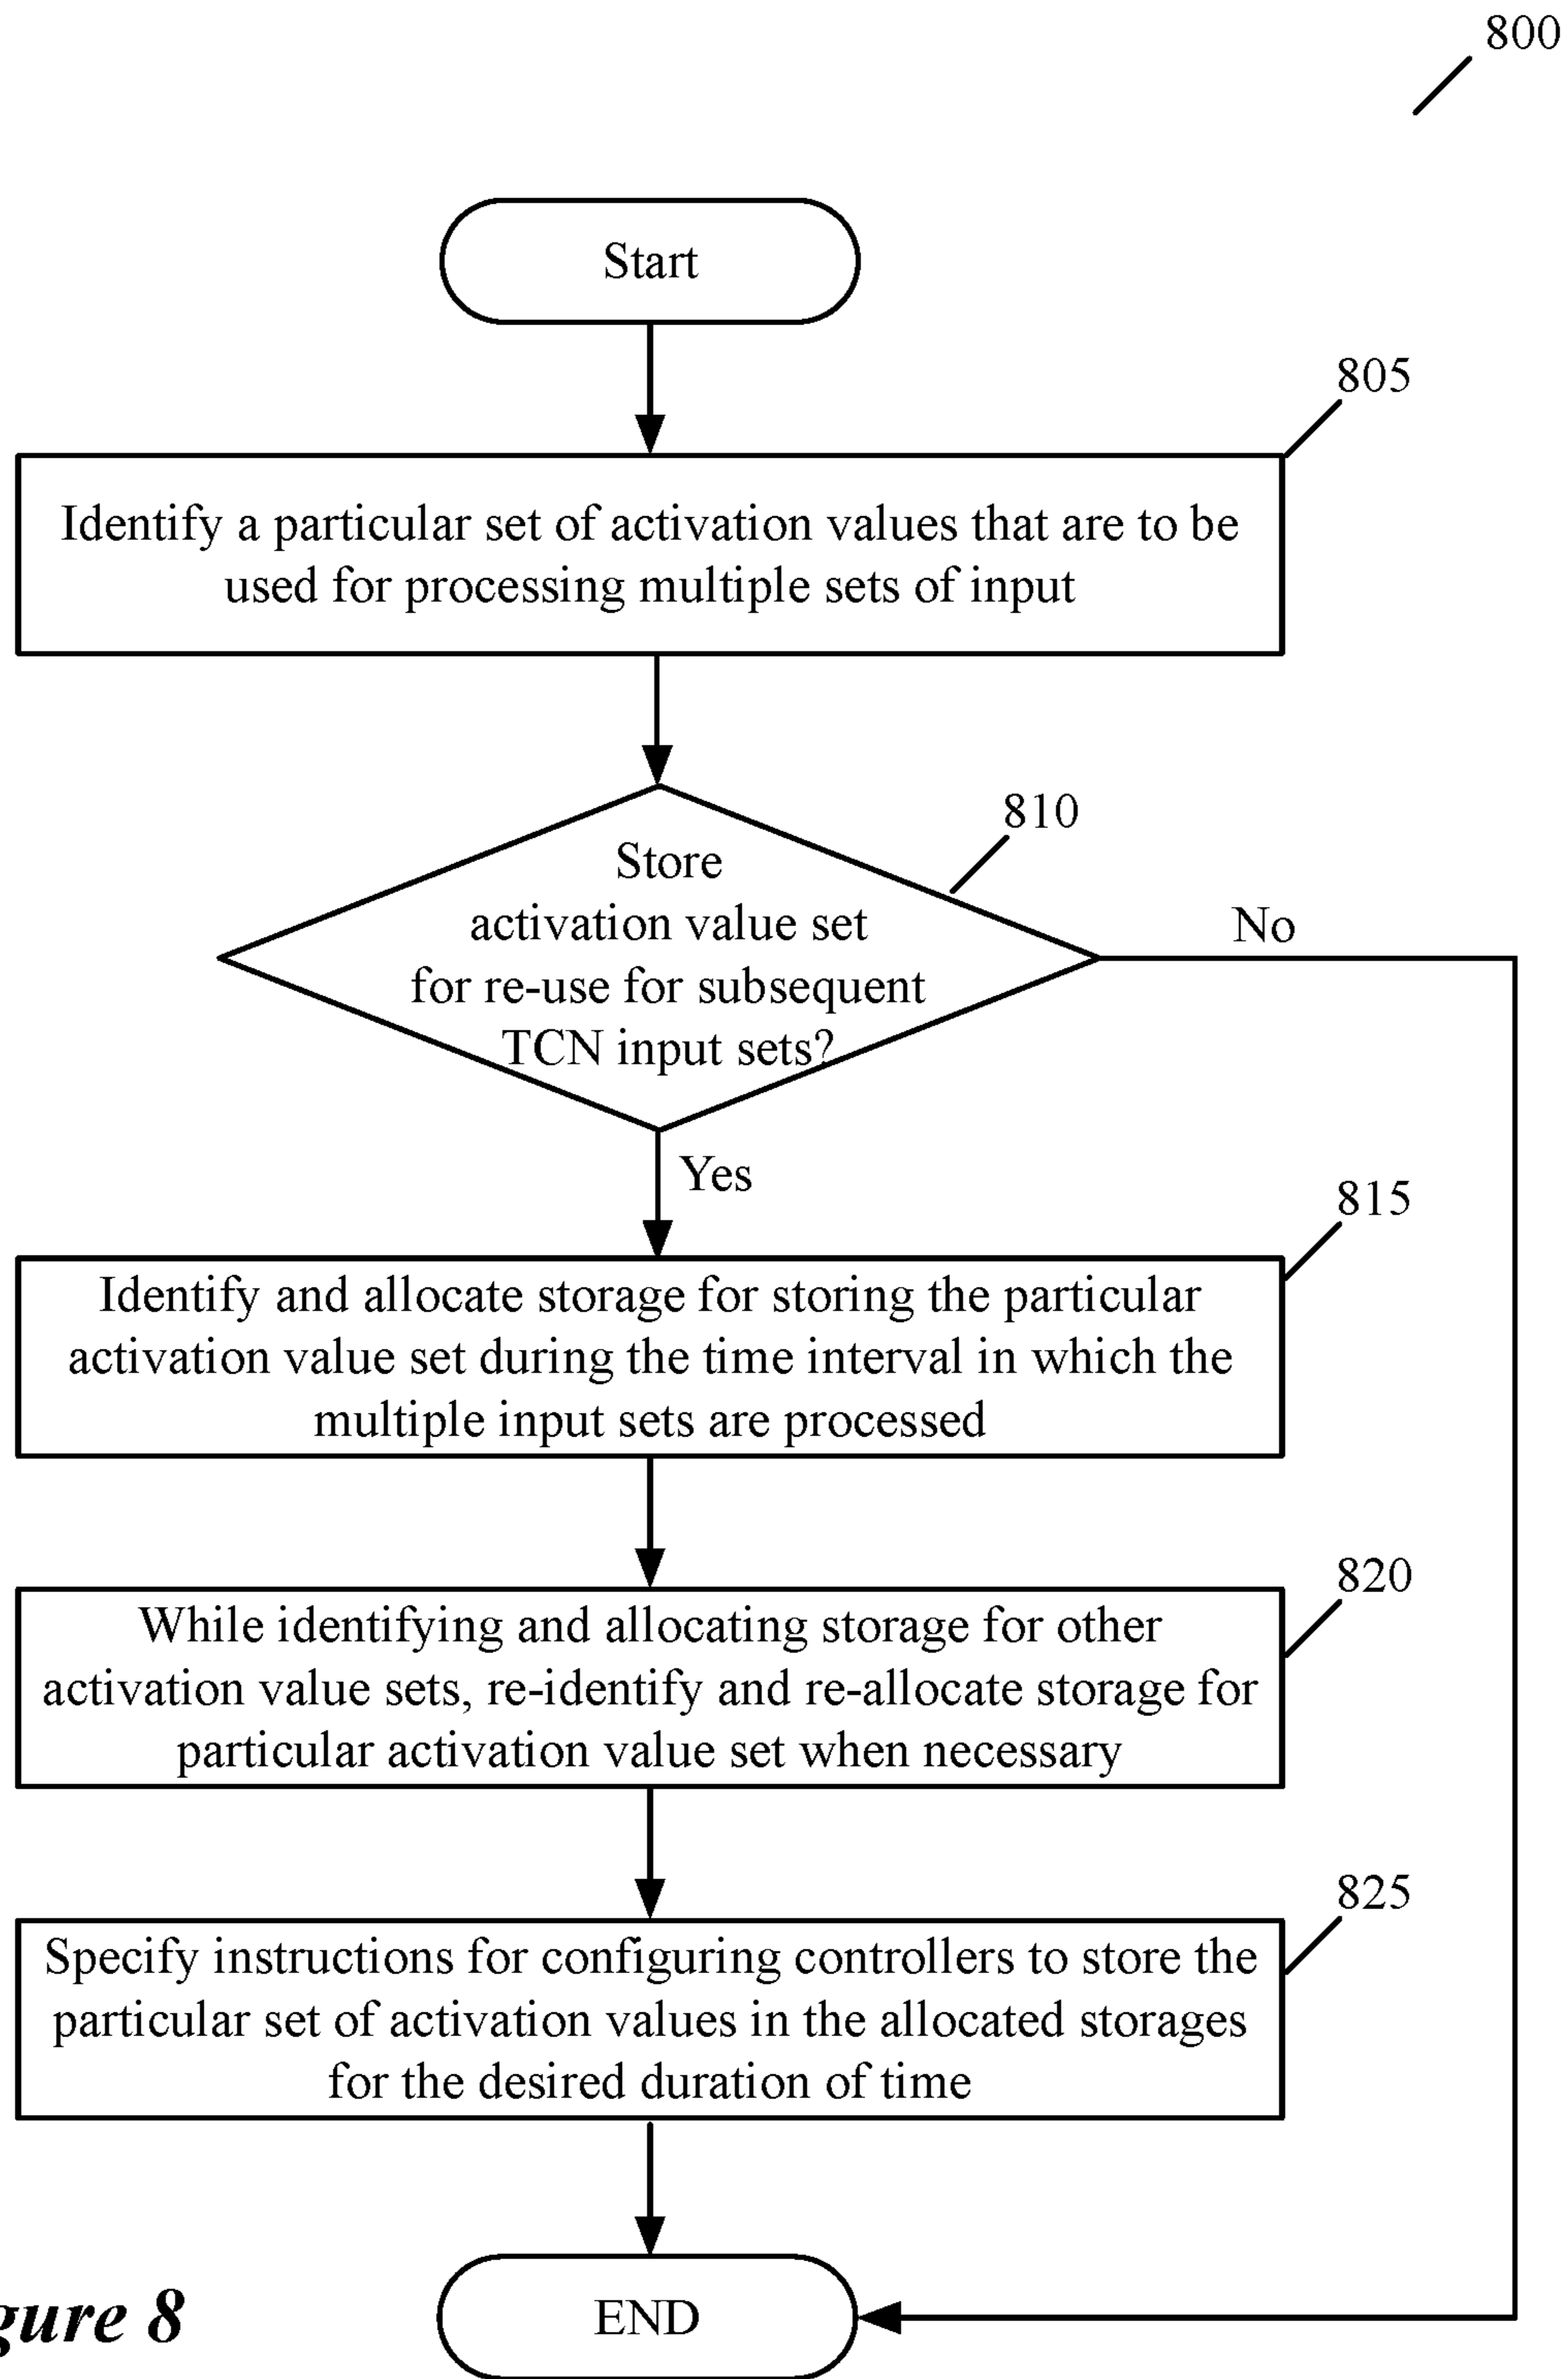 800
Start
805
Identify a particular set of activation values that are to be
used for processing multiple sets of input
810
Store
activation value set
for re-use for subsequent
TCN input sets?
No
Yes
815
Identify and allocate storage for storing the particular
activation value set during the time interval in which the
multiple input sets are processed
820
While identifying and allocating storage for other
activation value sets, re-identify and re-allocate storage for
particular activation value set when necessary
825
Specify instructions for configuring controllers to store the
particular set of activation values in the allocated storages
for the desired duration of time
END
gure 8